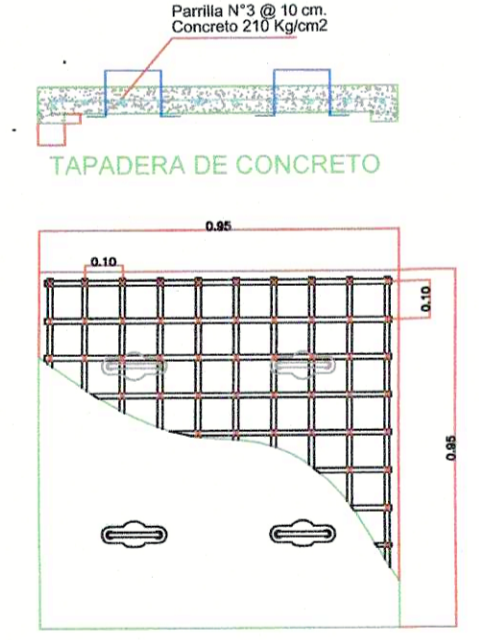 Parrilla N°3 @ 10 cm.
Concreto 210 Kg/cm2
TAPADERA DE CONCRETO
0.95
0.10
0.10
0.95